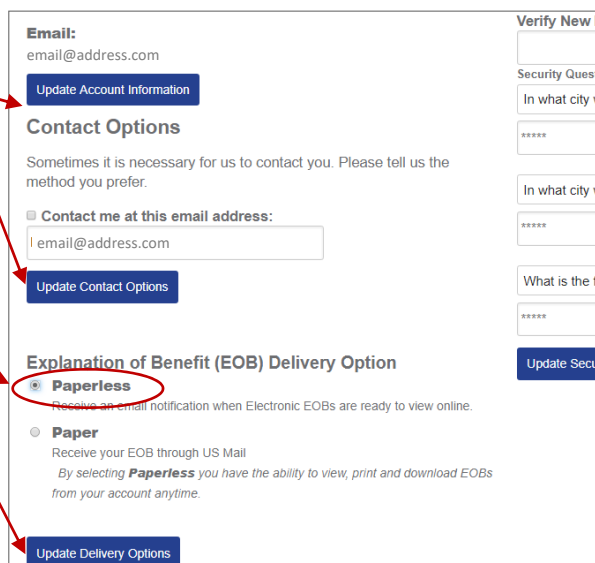 Email:
email@address.com
Update Account Information
Contact Options
Sometimes it is necessary for us to contact you. Please tell us the
method you prefer.
Contact me at this email address:
email@address.com
Update Contact Options
Explanation of Benefit (EOB) Delivery Option
Paperless
Receive an email notification when Electronic EOBs are ready to view online.
Paper
Receive your EOB through US Mail
By selecting Paperless you have the ability to view, print and download EOBs
from your account anytime.
Update Delivery Options
Verify New
Security Ques
In what city
*****
In what city
*****
What is the
*****
Update Secu